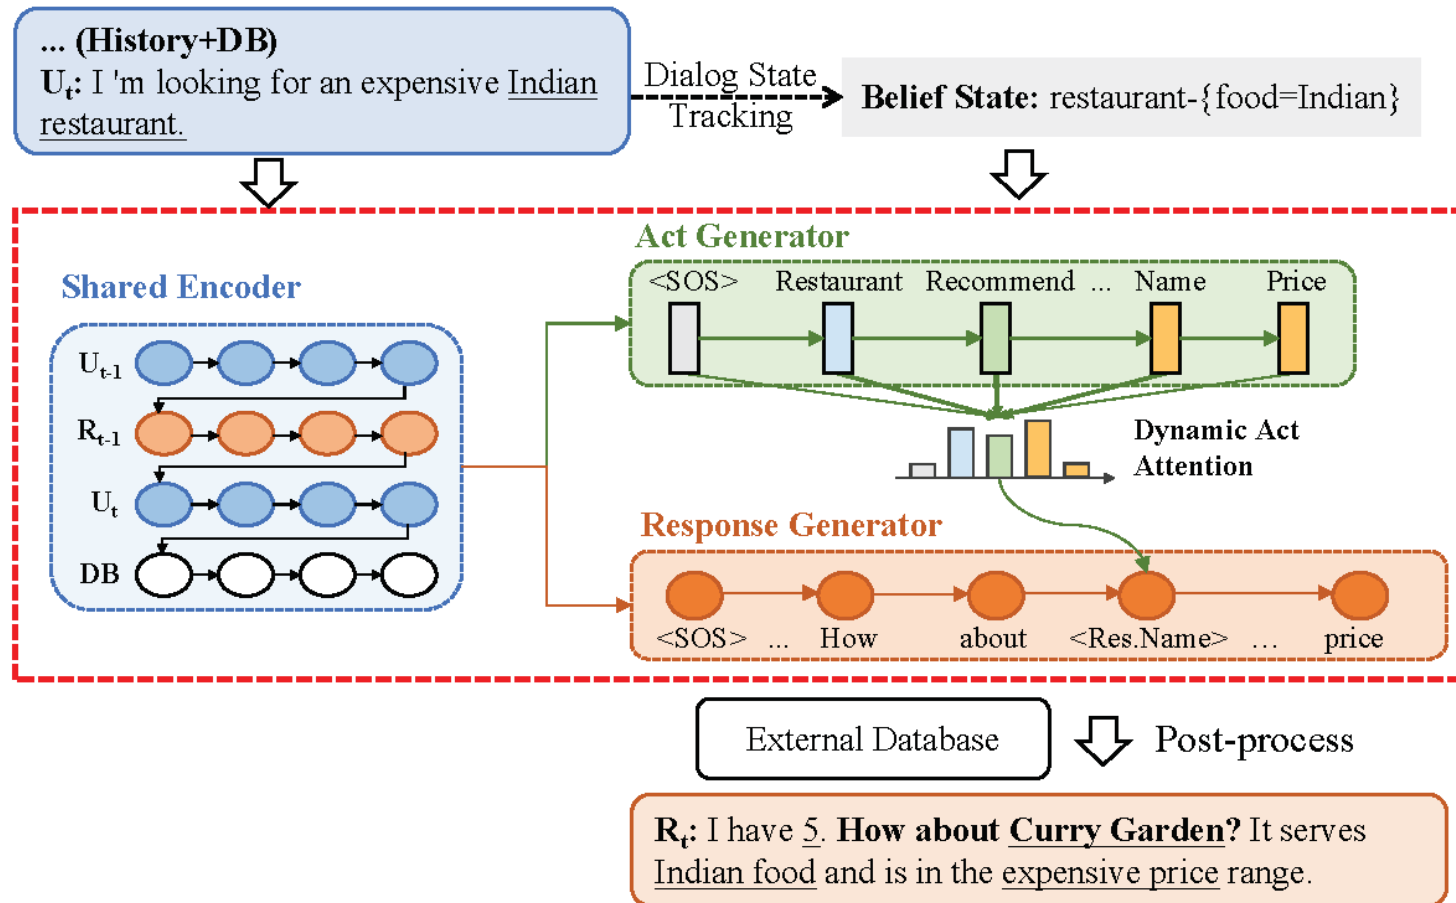 ... (History+DB)
Uₜ: I 'm looking for an expensive Indian
restaurant.
Dialog State
Tracking
Belief State: restaurant-{food=Indian}
Act Generator
<SOS> Restaurant Recommend ... Name Price
Shared Encoder
Uₜ₋₁
Rₜ₋₁
Uₜ
DB
Dynamic Act
Attention
Response Generator
<SOS> ... How about <Res.Name> ... price
External Database
Post-process
Rₜ: I have 5. How about Curry Garden? It serves
Indian food and is in the expensive price range.